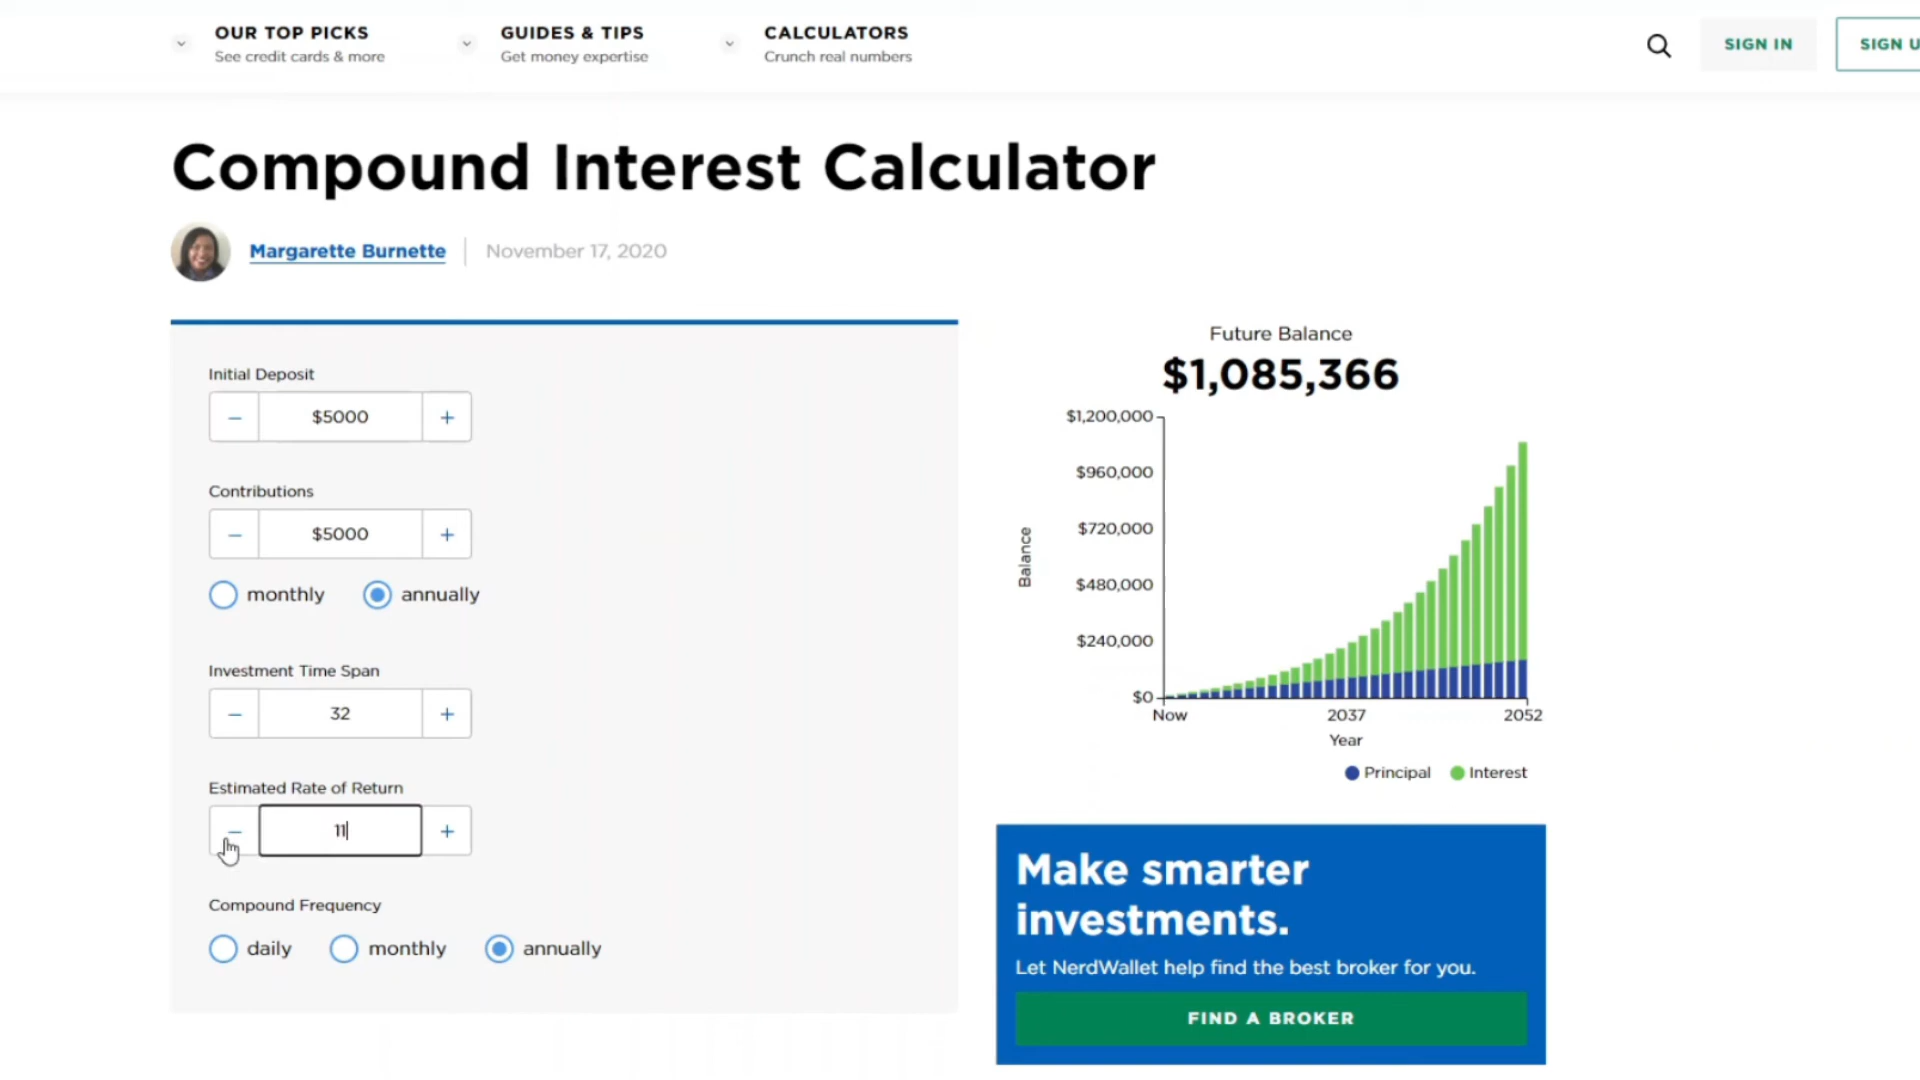 OUR TOP PICKS
See credit cards & more
GUIDES & TIPS
Get money expertise
CALCULATORS
Crunch real numbers
SIGN IN
SIGN U
Compound Interest Calculator
Margarette Burnette
November 17, 2020
Initial Deposit
− $5000 +
Contributions
− $5000 +
monthly annually
Investment Time Span
− 32 +
Estimated Rate of Return
− 11 +
Compound Frequency
daily monthly annually
Future Balance
$1,085,366
$1,200,000
$960,000
$720,000
$480,000
$240,000
$0
Balance
Now 2037 2052
Year
Principal Interest
Make smarter
investments.
Let NerdWallet help find the best broker for you.
FIND A BROKER